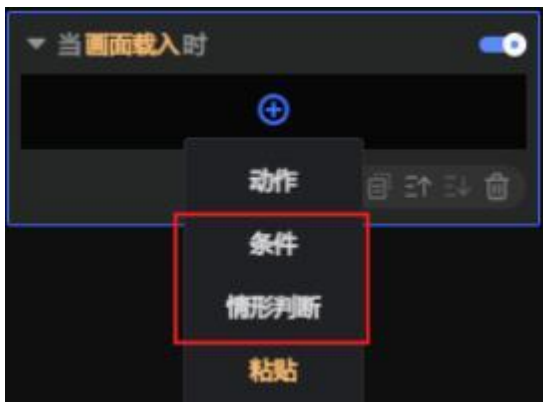 当画面载入时
动作
条件
情形判断
粘贴